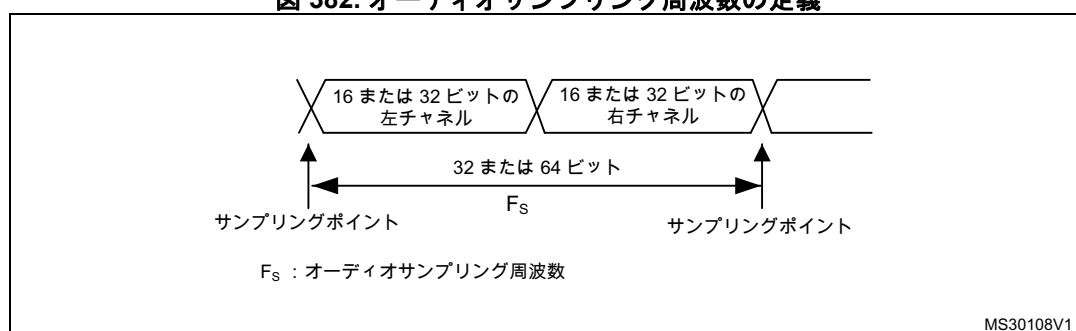 図 382. オーディオサンプリング周波数の定義
16 または 32 ビットの
左チャネル
16 または 32 ビットの
右チャネル
32 または 64 ビット
FS
サンプリングポイント
サンプリングポイント
FS : オーディオサンプリング周波数
MS30108V1